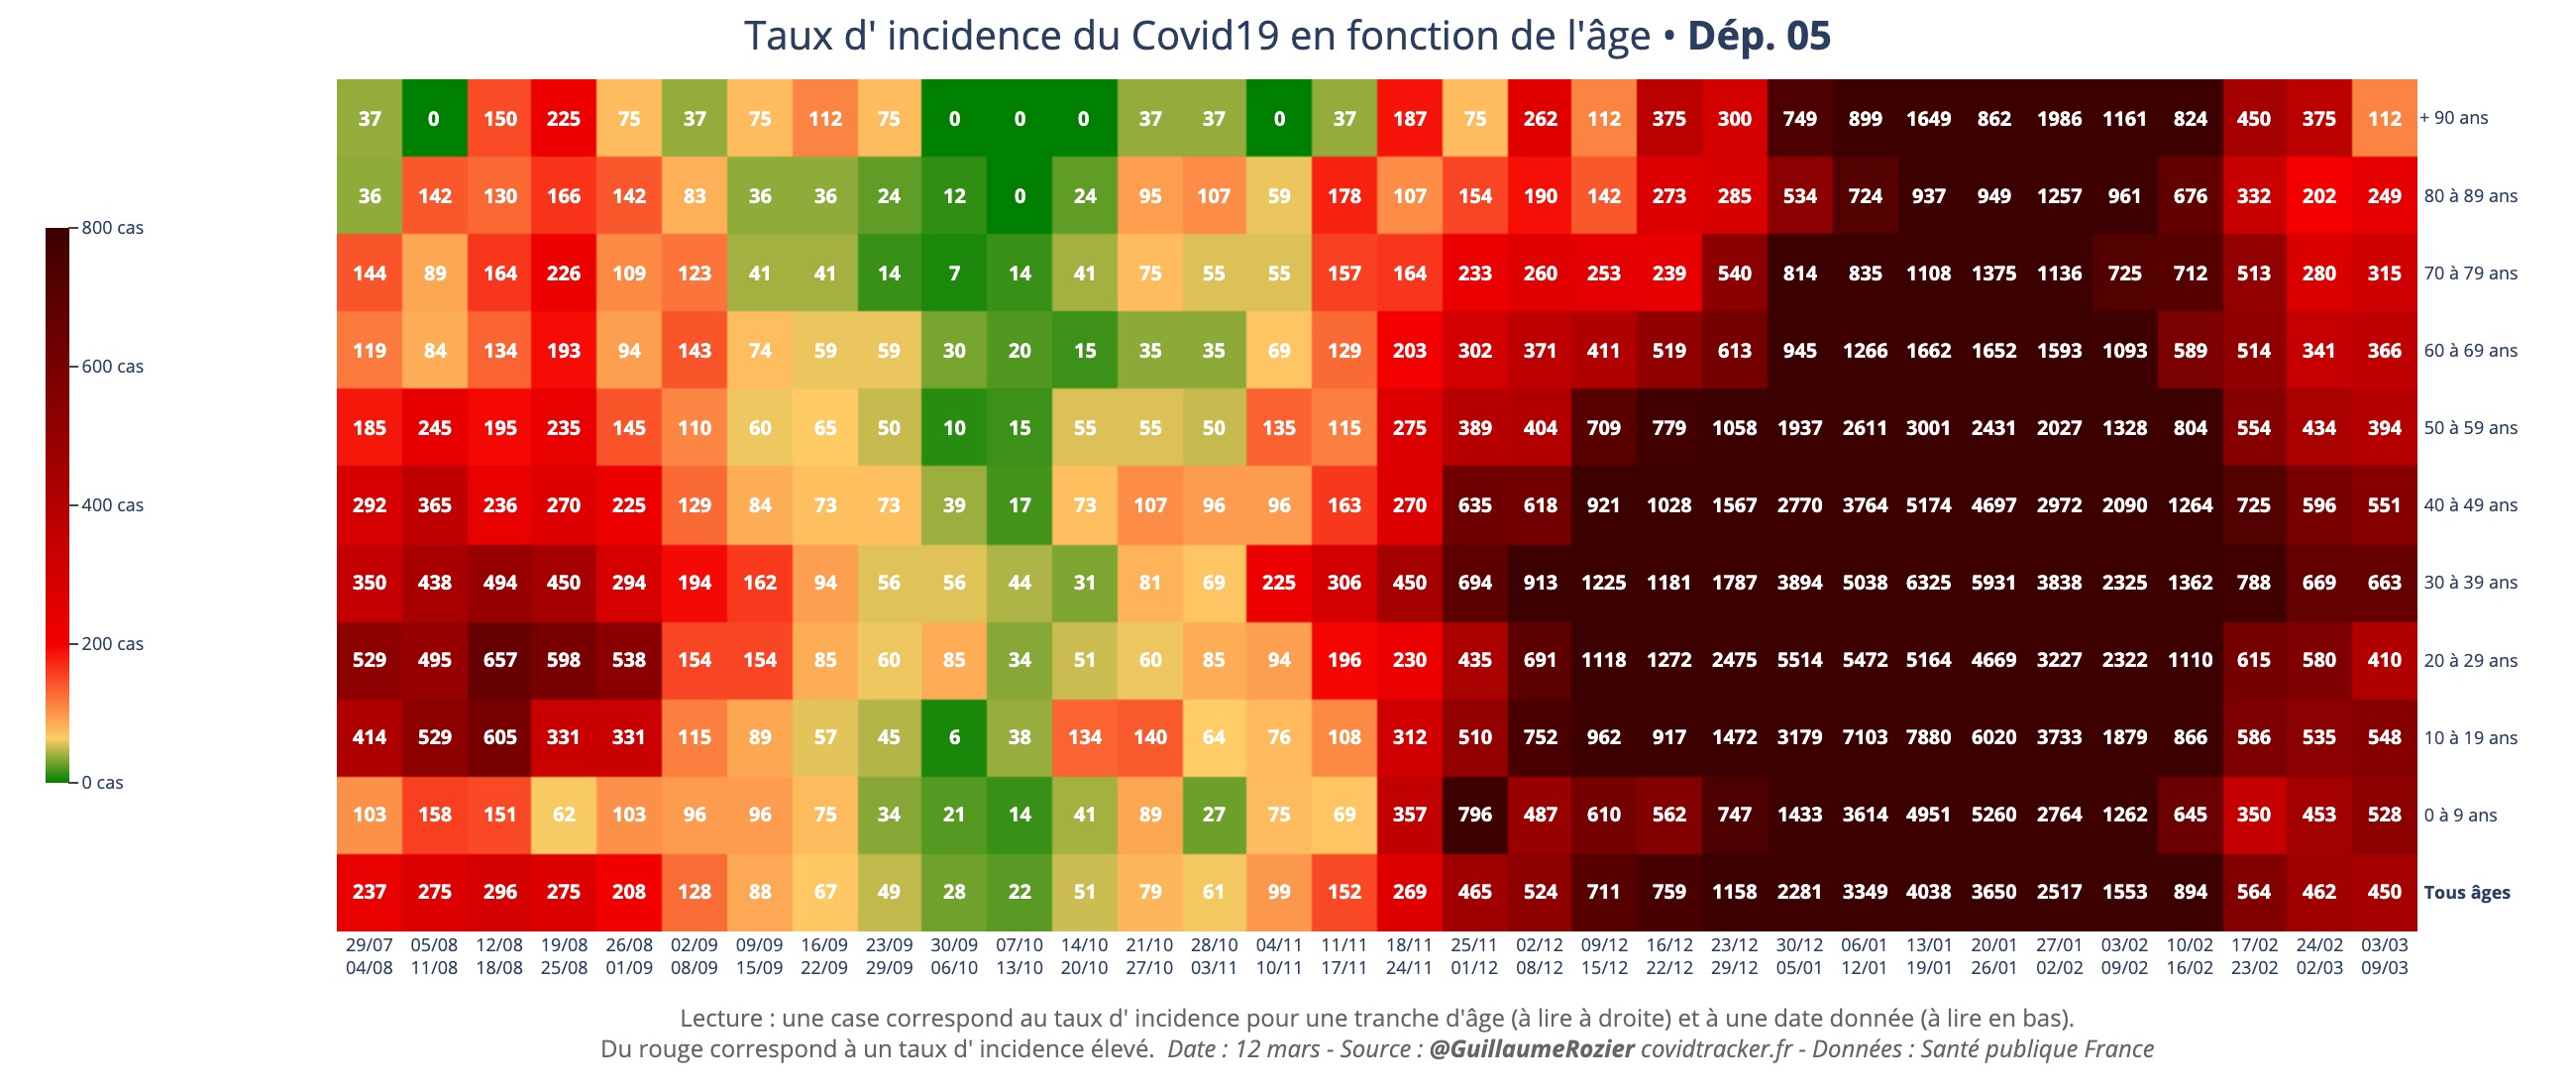 Taux d' incidence du Covid19 en fonction de l'âge • Dép. 05
37 0 150 225 75 37 75 112 75 0 0 0 37 37 0 37 187 75 262 112 375 300 749 899 1649 862 1986 1161 824 450 375 112 + 90 ans
36 142 130 166 142 83 36 36 24 12 0 24 95 107 59 178 107 154 190 142 273 285 534 724 937 949 1257 961 676 332 202 249 80 à 89 ans
800 cas
144 89 164 226 109 123 41 41 14 7 14 41 75 55 55 157 164 233 260 253 239 540 814 835 1108 1375 1136 725 712 513 280 315 70 à 79 ans
119 84 134 193 94 143 74 59 59 30 20 15 35 35 69 129 203 302 371 411 519 613 945 1266 1662 1652 1593 1093 589 514 341 366 60 à 69 ans
600 cas
185 245 195 235 145 110 60 65 50 10 15 55 55 50 135 115 275 389 404 709 779 1058 1937 2611 3001 2431 2027 1328 804 554 434 394 50 à 59 ans
400 cas
292 365 236 270 225 129 84 73 73 39 17 73 107 96 96 163 270 635 618 921 1028 1567 2770 3764 5174 4697 2972 2090 1264 725 596 551 40 à 49 ans
350 438 494 450 294 194 162 94 56 56 44 31 81 69 225 306 450 694 913 1225 1181 1787 3894 5038 6325 5931 3838 2325 1362 788 669 663 30 à 39 ans
200 cas
529 495 657 598 538 154 154 85 60 85 34 51 60 85 94 196 230 435 691 1118 1272 2475 5514 5472 5164 4669 3227 2322 1110 615 580 410 20 à 29 ans
414 529 605 331 331 115 89 57 45 6 38 134 140 64 76 108 312 510 752 962 917 1472 3179 7103 7880 6020 3733 1879 866 586 535 548 10 à 19 ans
0 cas
103 158 151 62 103 96 96 75 34 21 14 41 89 27 75 69 357 796 487 610 562 747 1433 3614 4951 5260 2764 1262 645 350 453 528 0 à 9 ans
237 275 296 275 208 128 88 67 49 28 22 51 79 61 99 152 269 465 524 711 759 1158 2281 3349 4038 3650 2517 1553 894 564 462 450 Tous âges
29/07 05/08 12/08 19/08 26/08 02/09 09/09 16/09 23/09 30/09 07/10 14/10 21/10 28/10 04/11 11/11 18/11 25/11 02/12 09/12 16/12 23/12 30/12 06/01 13/01 20/01 27/01 03/02 10/02 17/02 24/02 03/03
04/08 11/08 18/08 25/08 01/09 08/09 15/09 22/09 29/09 06/10 13/10 20/10 27/10 03/11 10/11 17/11 24/11 01/12 08/12 15/12 22/12 29/12 05/01 12/01 19/01 26/01 02/02 09/02 16/02 23/02 02/03 09/03
Lecture : une case correspond au taux d' incidence pour une tranche d'âge (à lire à droite) et à une date donnée (à lire en bas).
Du rouge correspond à un taux d' incidence élevé. Date : 12 mars - Source : @GuillaumeRozier covidtracker.fr - Données : Santé publique France